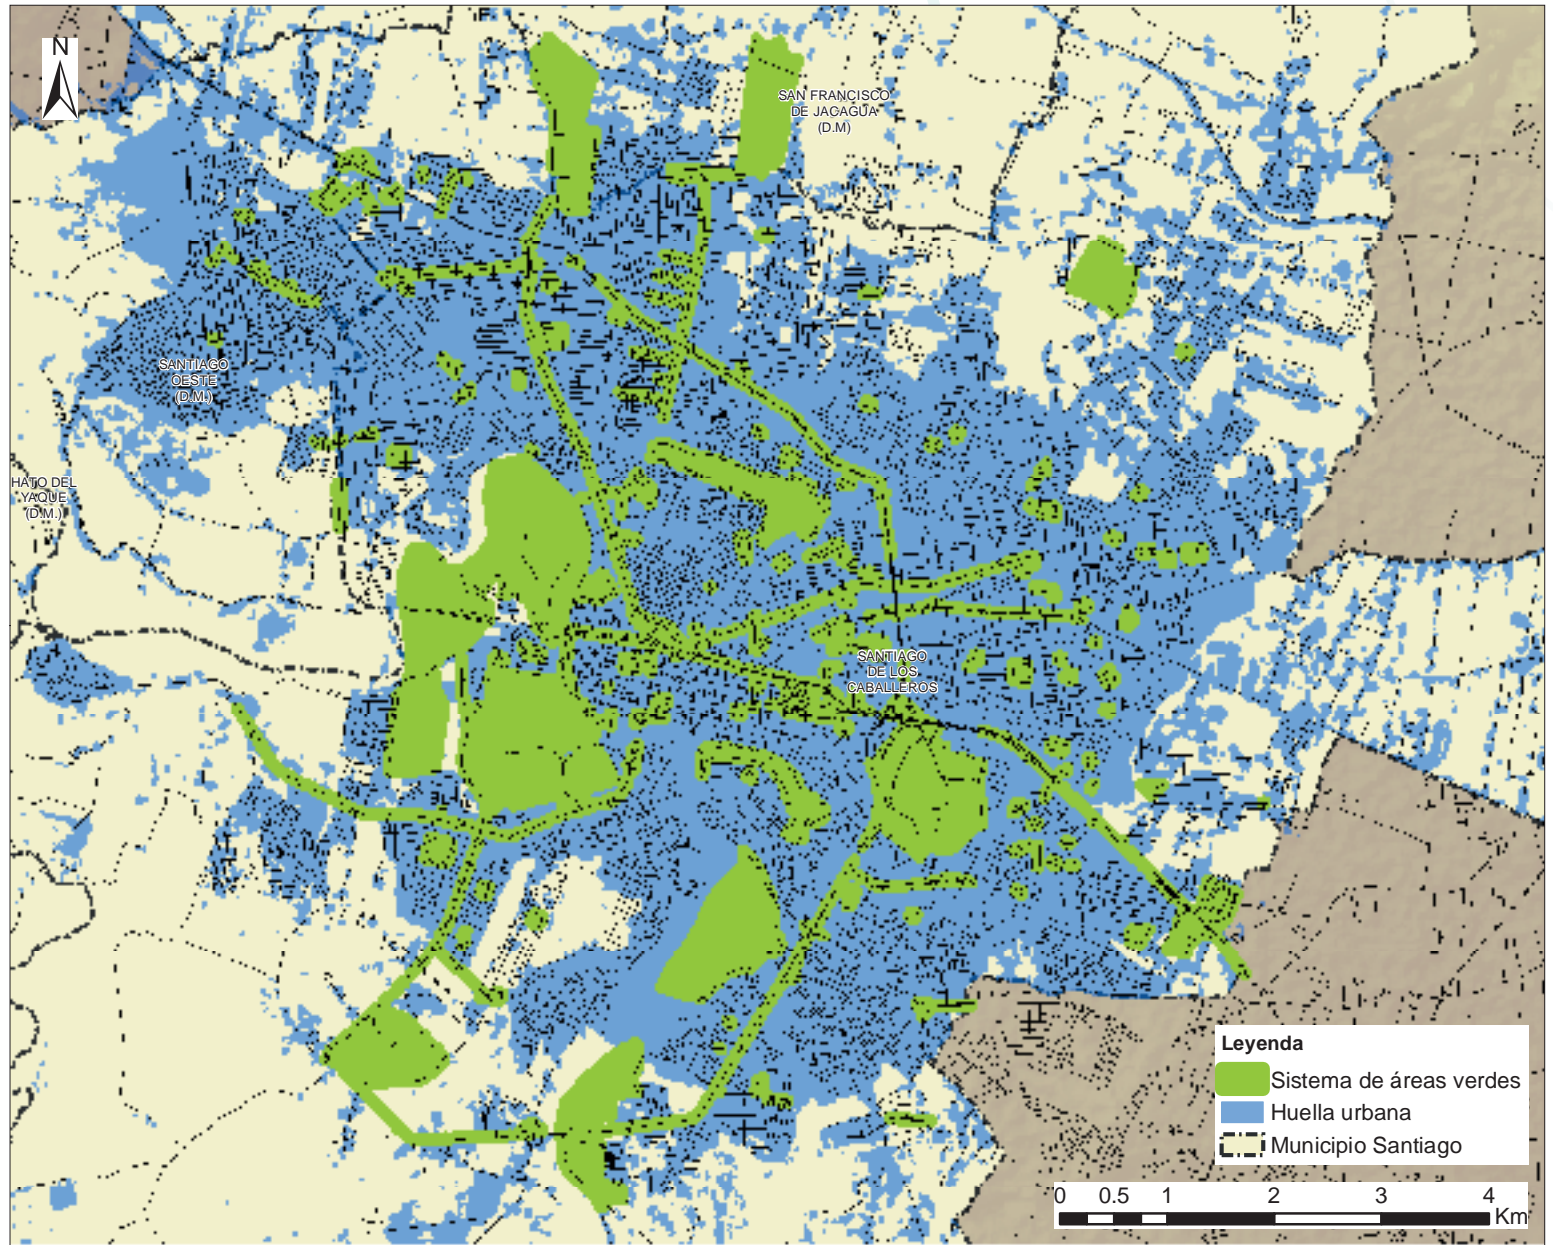 N
SAN FRANCISCO
DE JACAGUA
(D.M)
SANTIAGO
OESTE
(D.M.)
HATO DEL
YAQUE
(D.M.)
SANTIAGO
DE LOS
CABALLEROS
Leyenda
Sistema de áreas verdes
Huella urbana
Municipio Santiago
0 0.5 1 2 3 4
Km